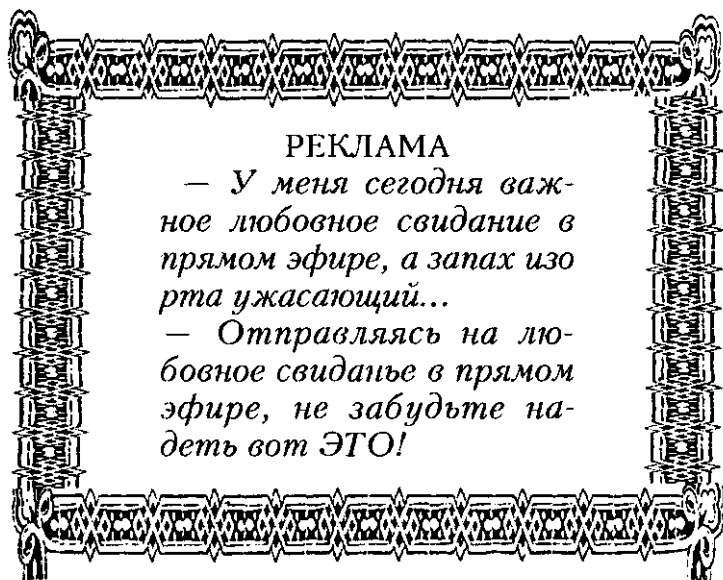 РЕКЛАМА
— У меня сегодня важ-
ное любовное свидание в
прямом эфире, а запах изо
рта ужасающий...
— Отправляясь на лю-
бовное свиданье в прямом
эфире, не забудьте на-
деть вот ЭТО!